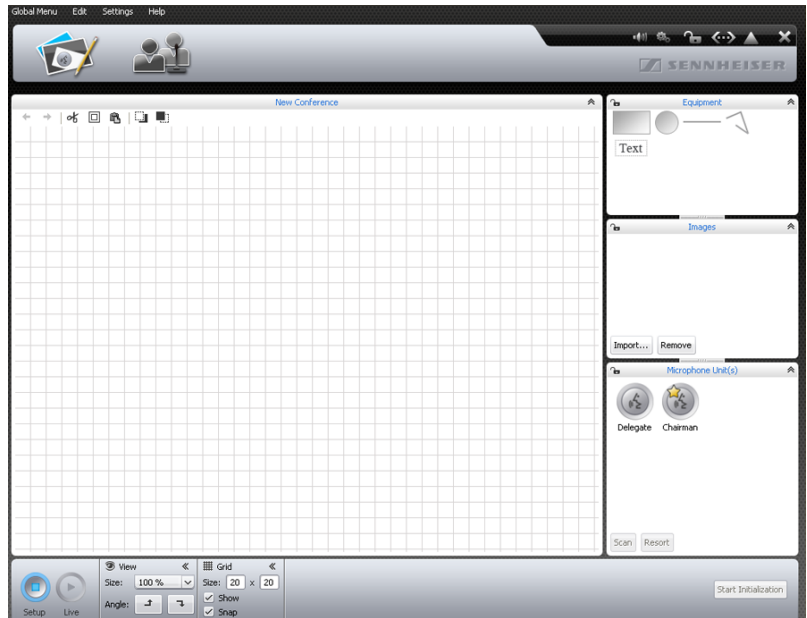 Global Menu Edit Settings Help
SENNHEISER
New Conference
Equipment
Text
Images
Import... Remove
Microphone Unit(s)
Delegate Chairman
Scan Resort
View
Size: 100 %
Angle:
Grid
Size: 20 x 20
Show
Snap
Setup Live
Start Initialization